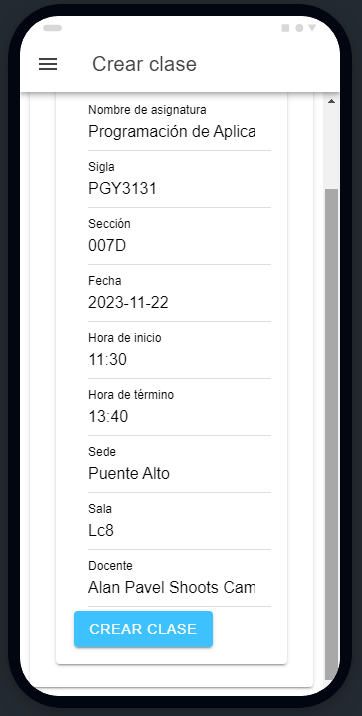 Crear clase
Nombre de asignatura
Programación de Aplica
Sigla
PGY3131
Sección
007D
Fecha
2023-11-22
Hora de inicio
11:30
Hora de término
13:40
Sede
Puente Alto
Sala
Lc8
Docente
Alan Pavel Shoots Cam
CREAR CLASE